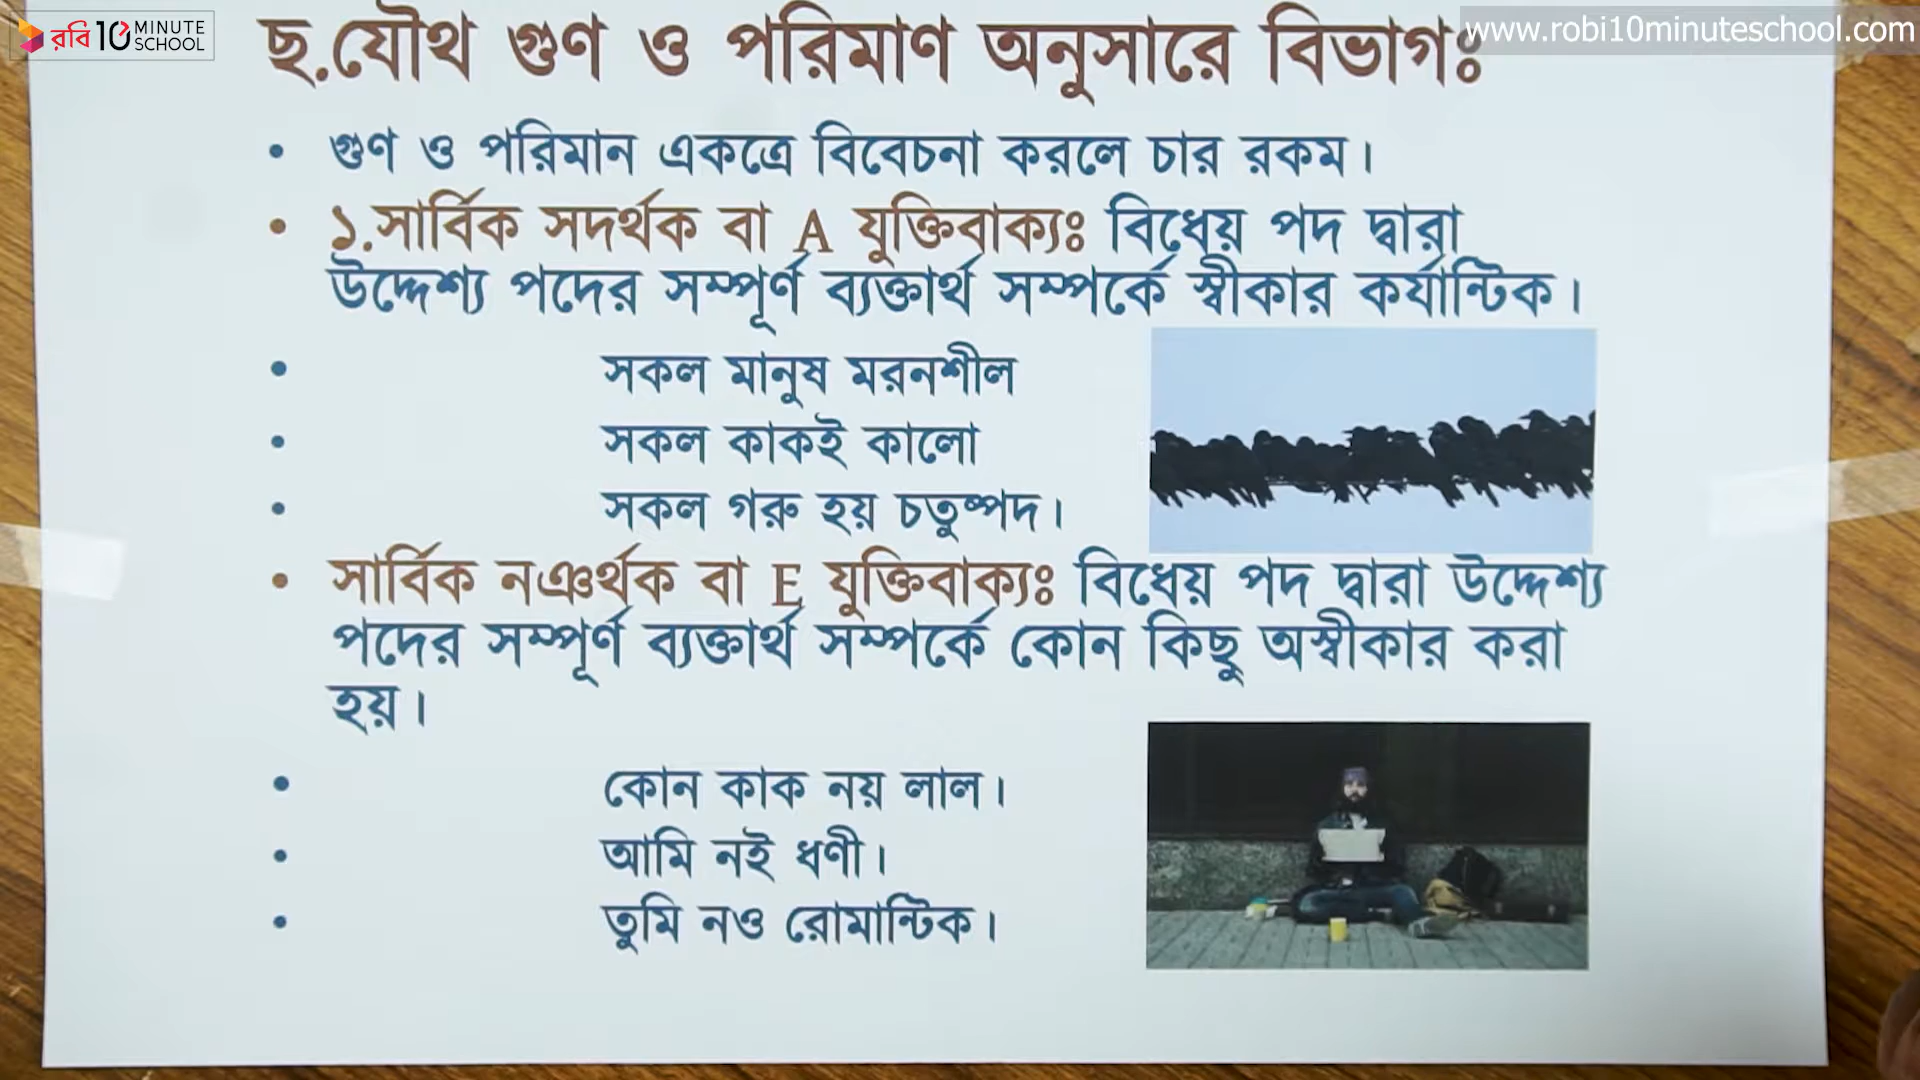 রবি 10 MINUTE SCHOOL
www.robi10minuteschool.com
ছ.যৌথ গুণ ও পরিমাণ অনুসারে বিভাগঃ
• গুণ ও পরিমান একত্রে বিবেচনা করলে চার রকম।
• ১.সার্বিক সদর্থক বা A যুক্তিবাক্যঃ বিধেয় পদ দ্বারা
উদ্দেশ্য পদের সম্পূর্ণ ব্যক্তার্থ সম্পর্কে স্বীকার কর্যান্টিক।
• সকল মানুষ মরনশীল
• সকল কাকই কালো
• সকল গরু হয় চতুষ্পদ।
• সার্বিক নঞর্থক বা E যুক্তিবাক্যঃ বিধেয় পদ দ্বারা উদ্দেশ্য
পদের সম্পূর্ণ ব্যক্তার্থ সম্পর্কে কোন কিছু অস্বীকার করা
হয়।
• কোন কাক নয় লাল।
• আমি নই ধণী।
• তুমি নও রোমান্টিক।